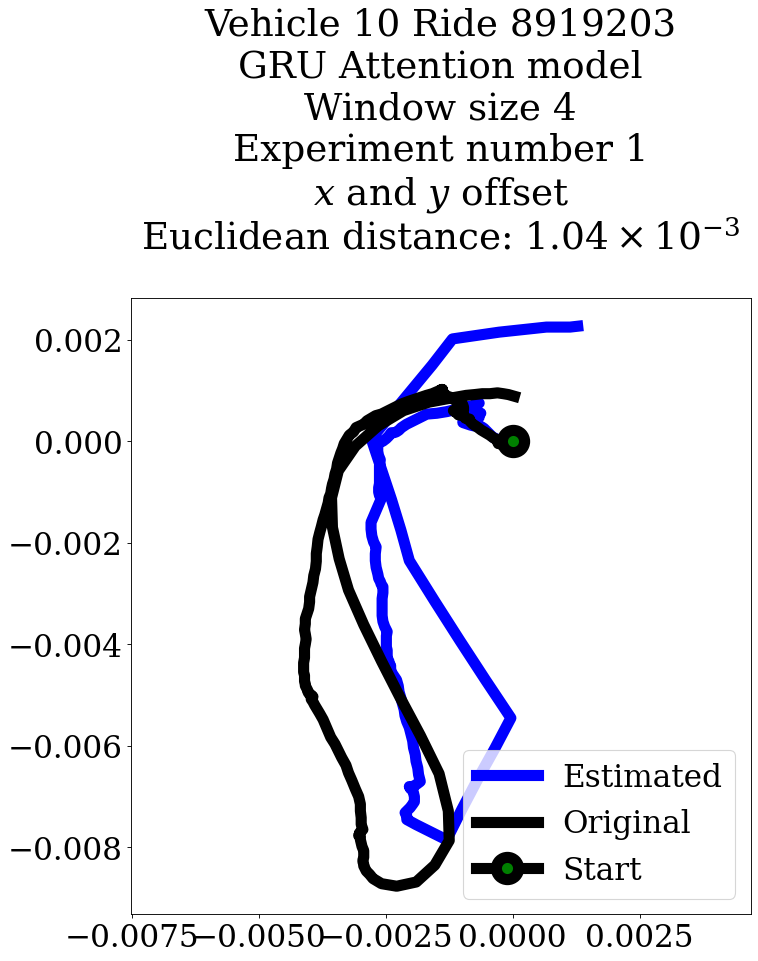 Vehicle 10 Ride 8919203
GRU Attention model
Window size 4
Experiment number 1
x and y offset
Euclidean distance: 1.04 × 10⁻³
0.002
0.000
−0.002
−0.004
−0.006
−0.008
Estimated
Original
Start
−0.0075 −0.0050 −0.0025 0.0000 0.0025